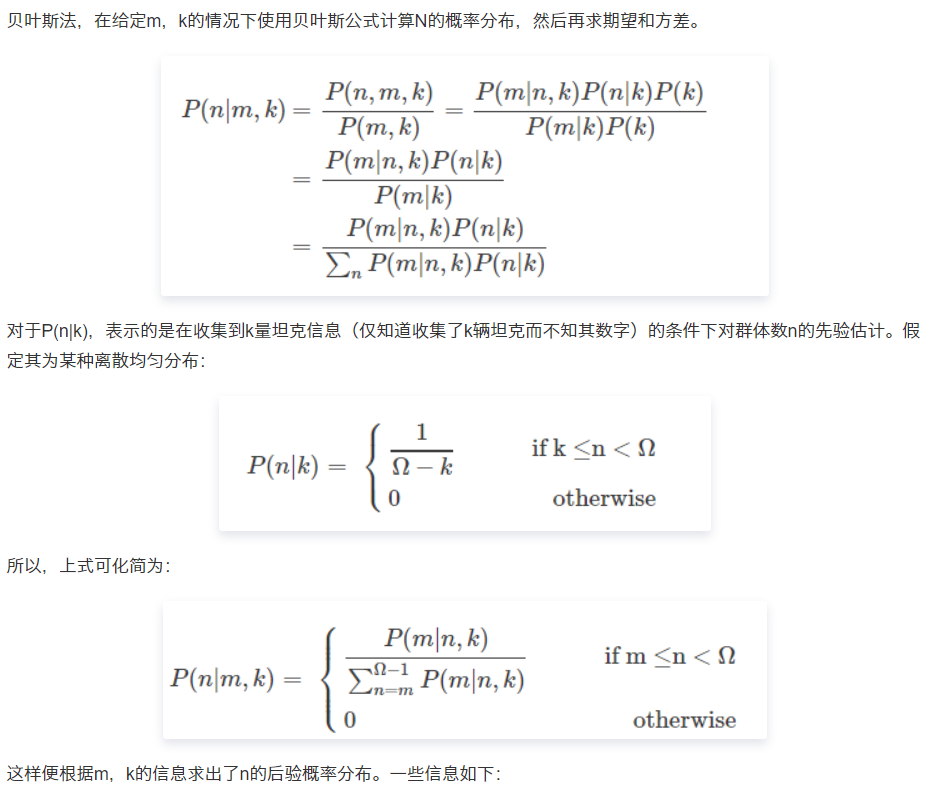 贝叶斯法，在给定m，k的情况下使用贝叶斯公式计算N的概率分布，然后再求期望和方差。
P(n|m, k) = \frac{P(n, m, k)}{P(m, k)} = \frac{P(m|n, k)P(n|k)P(k)}{P(m|k)P(k)}
= \frac{P(m|n, k)P(n|k)}{P(m|k)}
= \frac{P(m|n, k)P(n|k)}{\sum_n P(m|n, k)P(n|k)}
对于P(n|k)，表示的是在收集到k量坦克信息（仅知道收集了k辆坦克而不知其数字）的条件下对群体数n的先验估计。假
定其为某种离散均匀分布：
P(n|k) = \begin{cases} \frac{1}{Ω − k} & \text{if k ≤n < Ω} \\ 0 & \text{otherwise} \end{cases}
所以，上式可化简为：
P(n|m, k) = \begin{cases} \frac{P(m|n, k)}{\sum_{n=m}^{Ω−1} P(m|n, k)} & \text{if m ≤n < Ω} \\ 0 & \text{otherwise} \end{cases}
这样便根据m，k的信息求出了n的后验概率分布。一些信息如下：